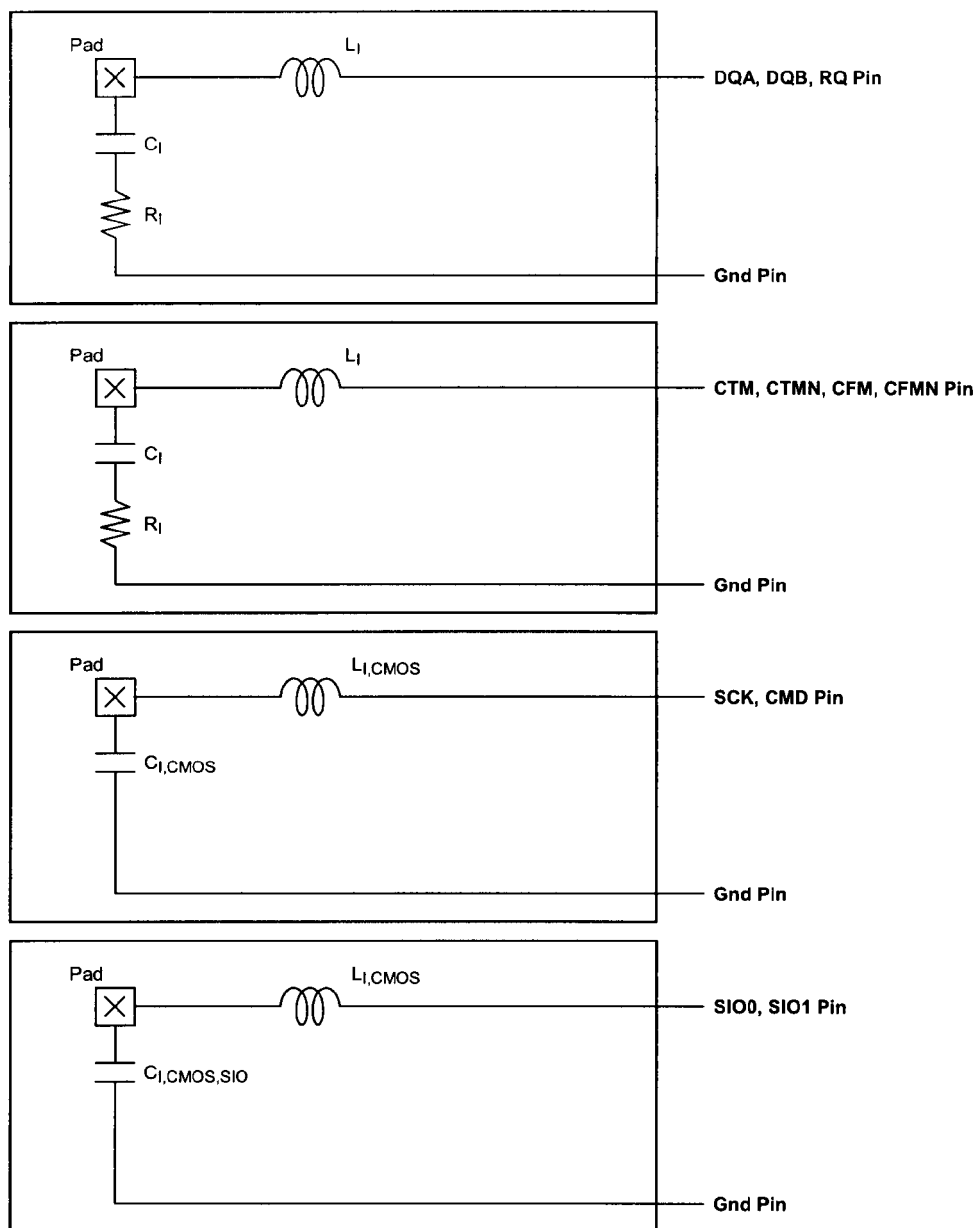 Pad
L_I
DQA, DQB, RQ Pin
C_I
R_I
Gnd Pin
Pad
L_I
CTM, CTMN, CFM, CFMN Pin
C_I
R_I
Gnd Pin
Pad
L_I,CMOS
SCK, CMD Pin
C_I,CMOS
Gnd Pin
Pad
L_I,CMOS
SIO0, SIO1 Pin
C_I,CMOS,SIO
Gnd Pin